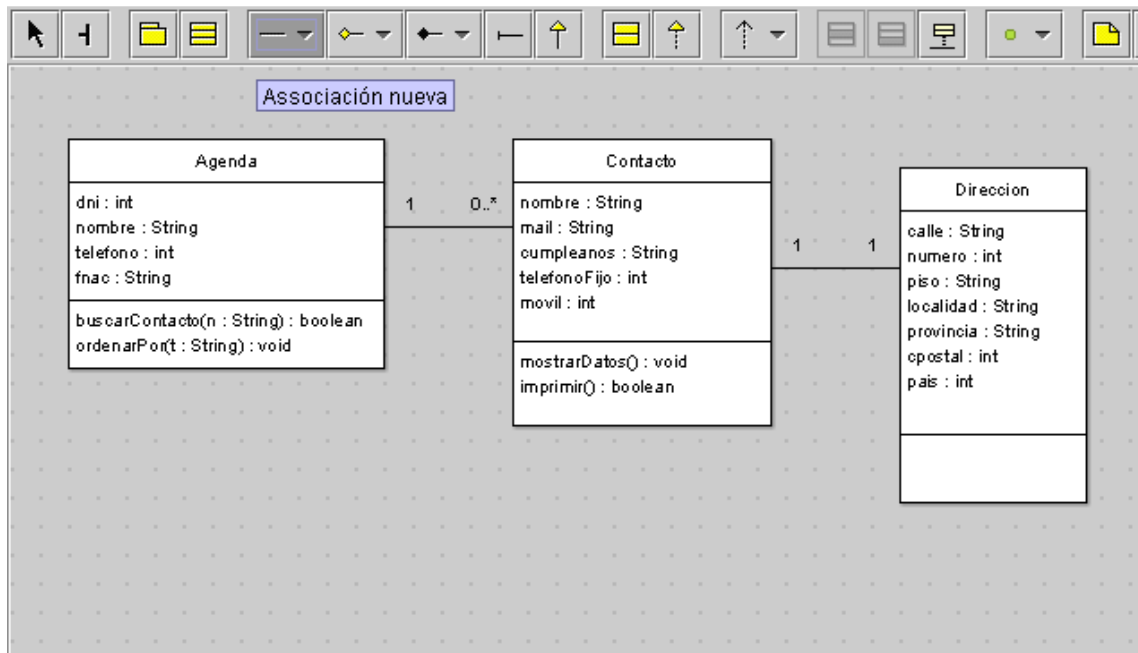 Associación nueva
Agenda
dni : int
nombre : String
telefono : int
fnac : String
buscarContacto(n : String) : boolean
ordenarPor(t : String) : void
1
0..*
Contacto
nombre : String
mail : String
cumpleanos : String
telefonoFijo : int
movil : int
mostrarDatos() : void
imprimir() : boolean
1
1
Direccion
calle : String
numero : int
piso : String
localidad : String
provincia : String
cpostal : int
pais : int